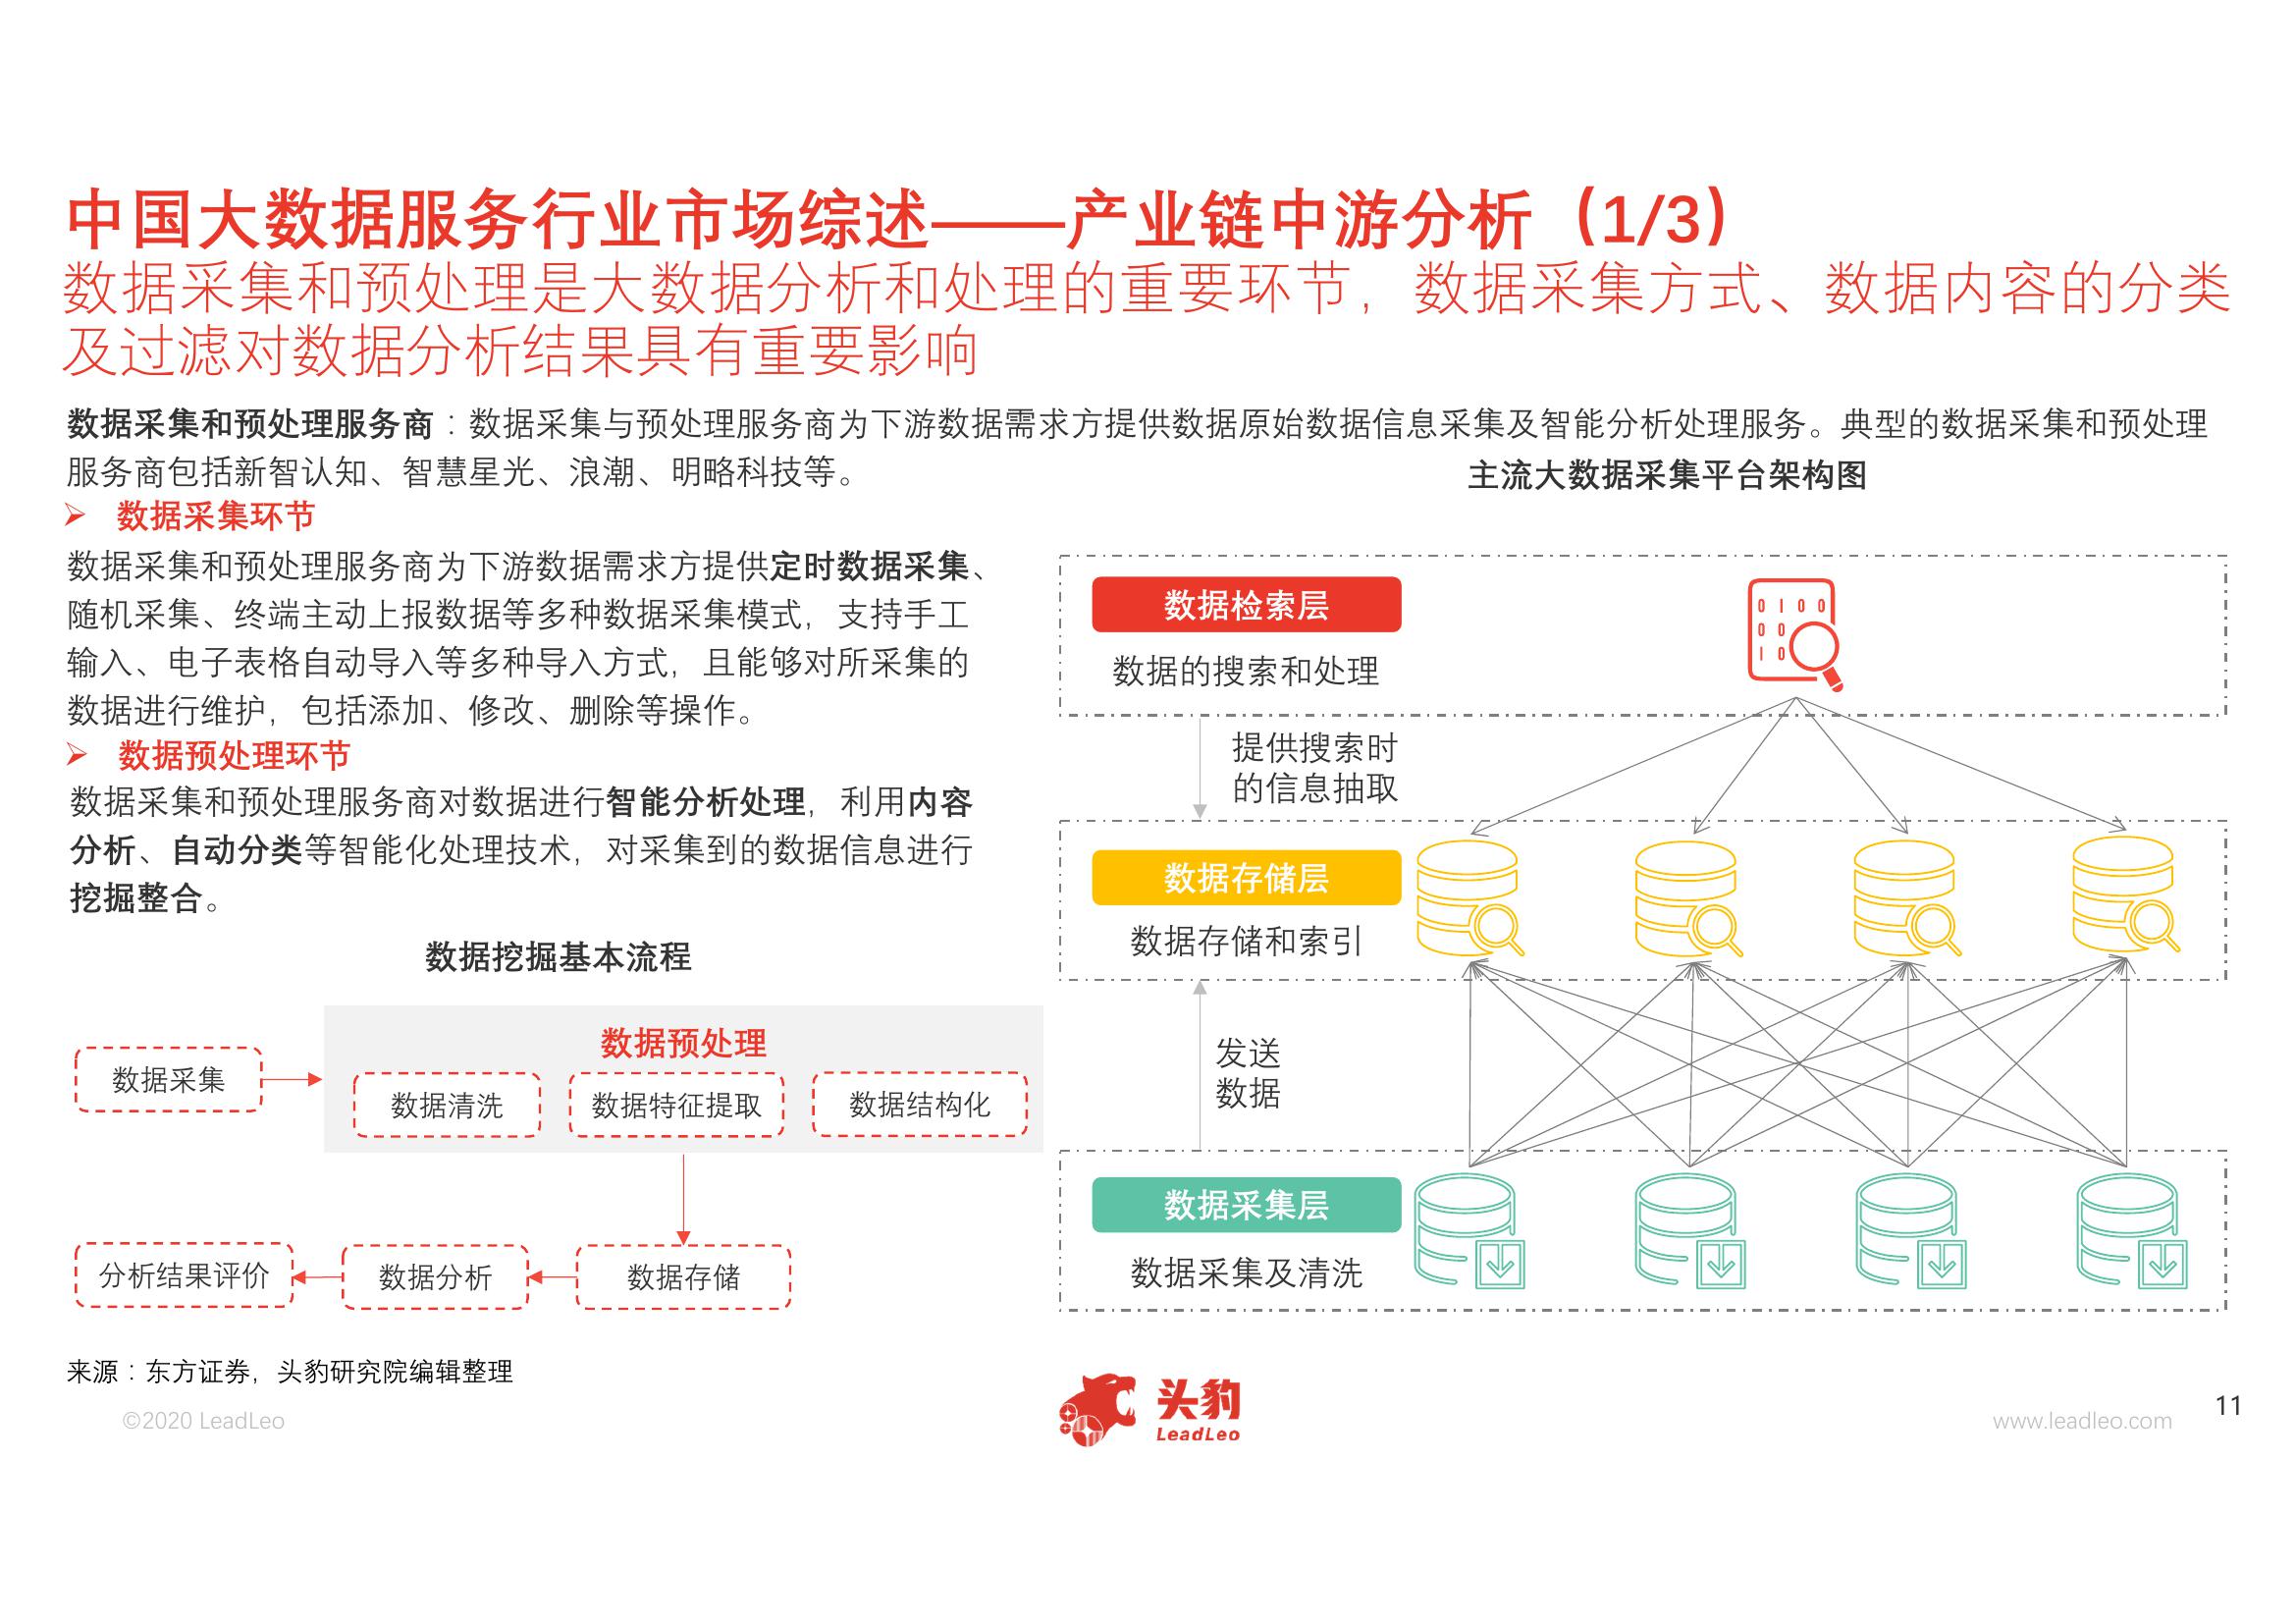 中国大数据服务行业市场综述——产业链中游分析（1/3）
数据采集和预处理是大数据分析和处理的重要环节，数据采集方式、数据内容的分类
及过滤对数据分析结果具有重要影响
数据采集和预处理服务商：数据采集与预处理服务商为下游数据需求方提供数据原始数据信息采集及智能分析处理服务。典型的数据采集和预处理
服务商包括新智认知、智慧星光、浪潮、明略科技等。
➢ 数据采集环节
数据采集和预处理服务商为下游数据需求方提供定时数据采集、
随机采集、终端主动上报数据等多种数据采集模式，支持手工
输入、电子表格自动导入等多种导入方式，且能够对所采集的
数据进行维护，包括添加、修改、删除等操作。
➢ 数据预处理环节
数据采集和预处理服务商对数据进行智能分析处理，利用内容
分析、自动分类等智能化处理技术，对采集到的数据信息进行
挖掘整合。
数据挖掘基本流程
数据采集
数据预处理
数据清洗
数据特征提取
数据结构化
分析结果评价
数据分析
数据存储
主流大数据采集平台架构图
数据检索层
数据的搜索和处理
0 1 0 0
0 0
1 0
提供搜索时
的信息抽取
数据存储层
数据存储和索引
发送
数据
数据采集层
数据采集及清洗
来源：东方证券，头豹研究院编辑整理
©2020 LeadLeo
头豹
LeadLeo
www.leadleo.com
11